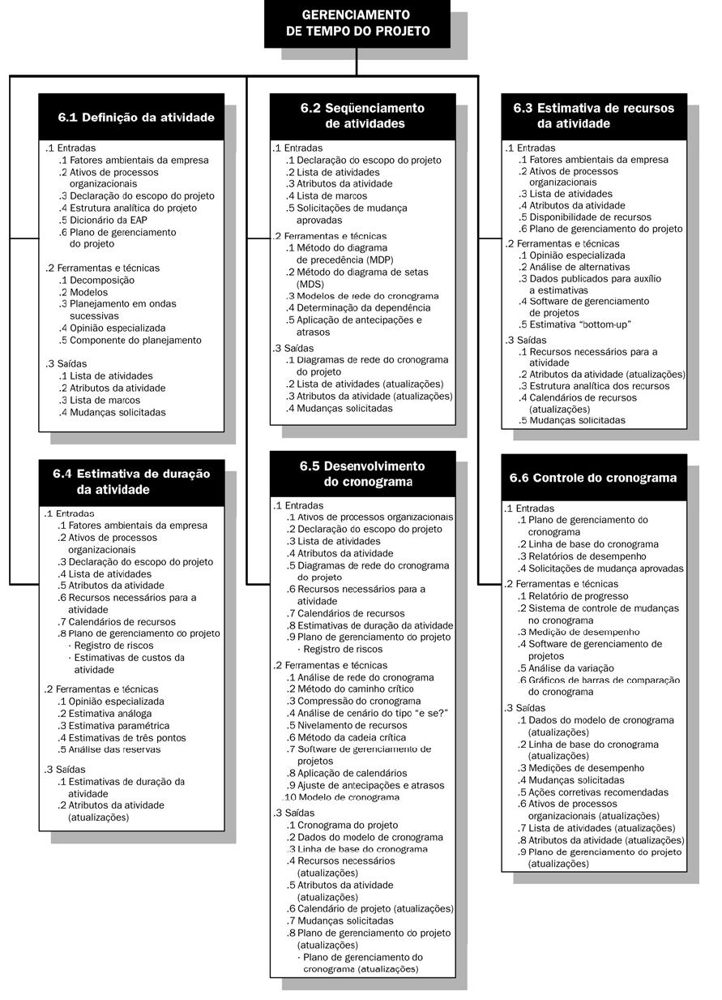 GERENCIAMENTO
DE TEMPO DO PROJETO
6.1 Definição da atividade
.1 Entradas
.1 Fatores ambientais da empresa
.2 Ativos de processos
organizacionais
.3 Declaração do escopo do projeto
.4 Estrutura analítica do projeto
.5 Dicionário da EAP
.6 Plano de gerenciamento
do projeto
.2 Ferramentas e técnicas
.1 Decomposição
.2 Modelos
.3 Planejamento em ondas
sucessivas
.4 Opinião especializada
.5 Componente do planejamento
.3 Saídas
.1 Lista de atividades
.2 Atributos da atividade
.3 Lista de marcos
.4 Mudanças solicitadas
6.2 Seqüenciamento
de atividades
.1 Entradas
.1 Declaração do escopo do projeto
.2 Lista de atividades
.3 Atributos da atividade
.4 Lista de marcos
.5 Solicitações de mudança
aprovadas
.2 Ferramentas e técnicas
.1 Método do diagrama
de precedência (MDP)
.2 Método do diagrama de setas
(MDS)
.3 Modelos de rede do cronograma
.4 Determinação da dependência
.5 Aplicação de antecipações e
atrasos
.3 Saídas
.1 Diagramas de rede do cronograma
do projeto
.2 Lista de atividades (atualizações)
.3 Atributos da atividade (atualizações)
.4 Mudanças solicitadas
6.3 Estimativa de recursos
da atividade
.1 Entradas
.1 Fatores ambientais da empresa
.2 Ativos de processos
organizacionais
.3 Lista de atividades
.4 Atributos da atividade
.5 Disponibilidade de recursos
.6 Plano de gerenciamento do projeto
.2 Ferramentas e técnicas
.1 Opinião especializada
.2 Análise de alternativas
.3 Dados publicados para auxílio
a estimativas
.4 Software de gerenciamento
de projetos
.5 Estimativa “bottom-up”
.3 Saídas
.1 Recursos necessários para a
atividade
.2 Atributos da atividade (atualizações)
.3 Estrutura analítica dos recursos
.4 Calendários de recursos
(atualizações)
.5 Mudanças solicitadas
6.4 Estimativa de duração
da atividade
.1 Entradas
.1 Fatores ambientais da empresa
.2 Ativos de processos
organizacionais
.3 Declaração do escopo do projeto
.4 Lista de atividades
.5 Atributos da atividade
.6 Recursos necessários para a
atividade
.7 Calendários de recursos
.8 Plano de gerenciamento do projeto
· Registro de riscos
· Estimativas de custos da
atividade
.2 Ferramentas e técnicas
.1 Opinião especializada
.2 Estimativa análoga
.3 Estimativa paramétrica
.4 Estimativas de três pontos
.5 Análise das reservas
.3 Saídas
.1 Estimativas de duração da
atividade
.2 Atributos da atividade
(atualizações)
6.5 Desenvolvimento
do cronograma
.1 Entradas
.1 Ativos de processos organizacionais
.2 Declaração do escopo do projeto
.3 Lista de atividades
.4 Atributos da atividade
.5 Diagramas de rede do cronograma
do projeto
.6 Recursos necessários para a
atividade
.7 Calendários de recursos
.8 Estimativas de duração da atividade
.9 Plano de gerenciamento do projeto
· Registro de riscos
.2 Ferramentas e técnicas
.1 Análise de rede do cronograma
.2 Método do caminho crítico
.3 Compressão do cronograma
.4 Análise de cenário do tipo “e se?”
.5 Nivelamento de recursos
.6 Método da cadeia crítica
.7 Software de gerenciamento de
projetos
.8 Aplicação de calendários
.9 Ajuste de antecipações e atrasos
.10 Modelo de cronograma
.3 Saídas
.1 Cronograma do projeto
.2 Dados do modelo de cronograma
.3 Linha de base do cronograma
.4 Recursos necessários
(atualizações)
.5 Atributos da atividade
(atualizações)
.6 Calendário de projeto (atualizações)
.7 Mudanças solicitadas
.8 Plano de gerenciamento do projeto
(atualizações)
· Plano de gerenciamento do
cronograma (atualizações)
6.6 Controle do cronograma
.1 Entradas
.1 Plano de gerenciamento do
cronograma
.2 Linha de base do cronograma
.3 Relatórios de desempenho
.4 Solicitações de mudança aprovadas
.2 Ferramentas e técnicas
.1 Relatório de progresso
.2 Sistema de controle de mudanças
no cronograma
.3 Medição de desempenho
.4 Software de gerenciamento de
projetos
.5 Análise da variação
.6 Gráficos de barras de comparação
do cronograma
.3 Saídas
.1 Dados do modelo de cronograma
(atualizações)
.2 Linha de base do cronograma
(atualizações)
.3 Medições de desempenho
.4 Mudanças solicitadas
.5 Ações corretivas recomendadas
.6 Ativos de processos
organizacionais (atualizações)
.7 Lista de atividades (atualizações)
.8 Atributos da atividade (atualizações)
.9 Plano de gerenciamento do projeto
(atualizações)